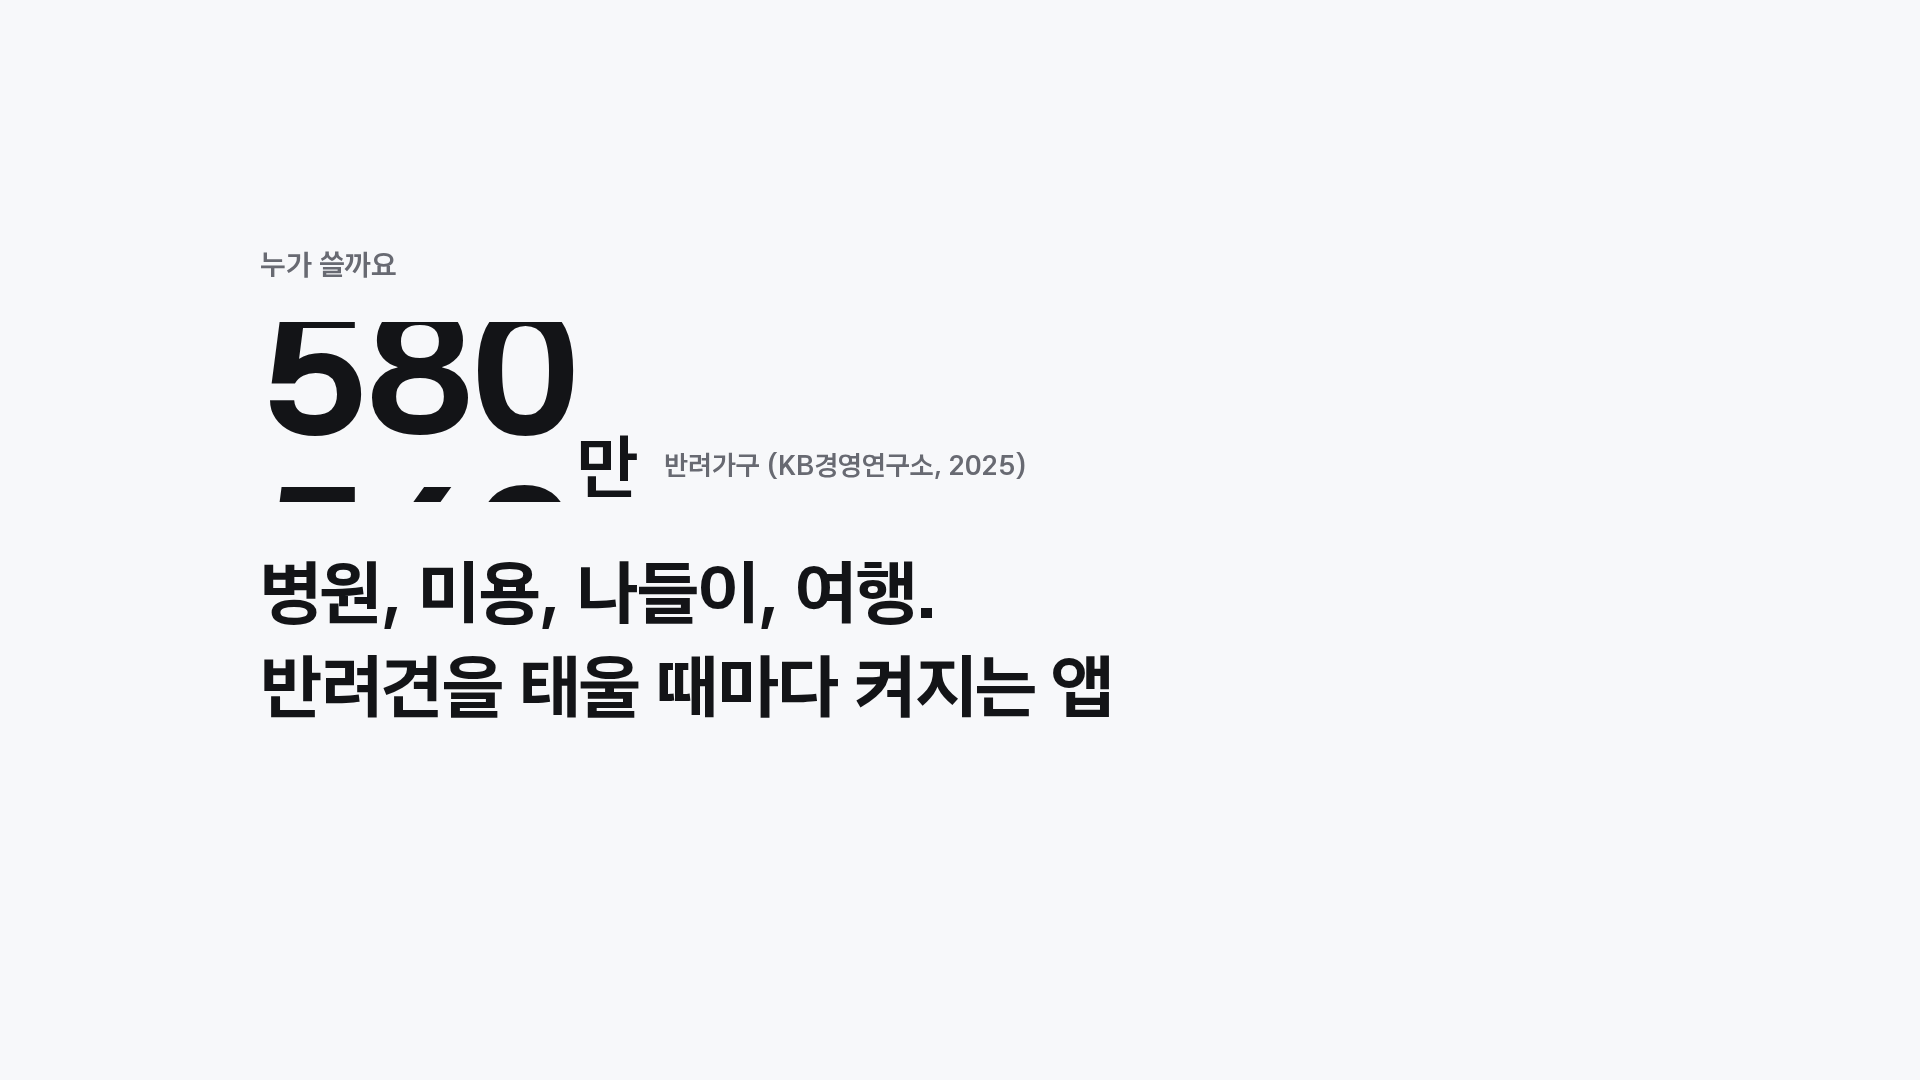 누가 쓸까요
580
만 반려가구 (KB경영연구소, 2025)
병원, 미용, 나들이, 여행.
반려견을 태울 때마다 켜지는 앱